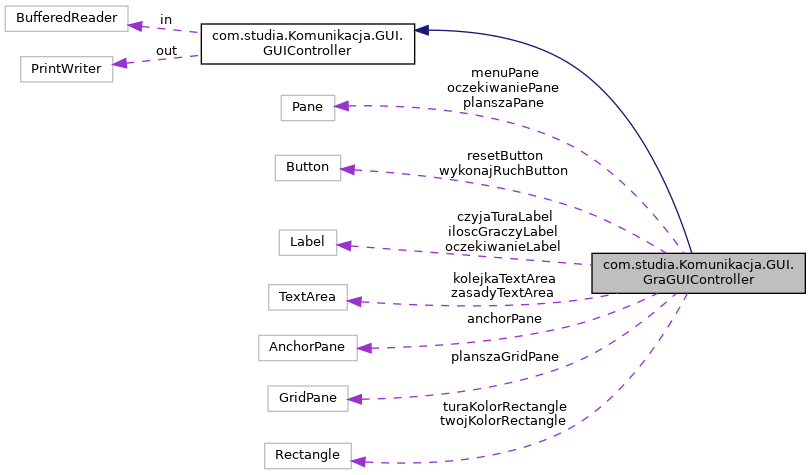 BufferedReader
in
com.studia.Komunikacja.GUI.
GUIController
out
PrintWriter
menuPane
oczekiwaniePane
planszaPane
Pane
resetButton
wykonajRuchButton
Button
czyjaTuraLabel
iloscGraczyLabel
oczekiwanieLabel
Label
com.studia.Komunikacja.GUI.
GraGUIController
kolejkaTextArea
zasadyTextArea
TextArea
anchorPane
AnchorPane
planszaGridPane
GridPane
turaKolorRectangle
twojKolorRectangle
Rectangle